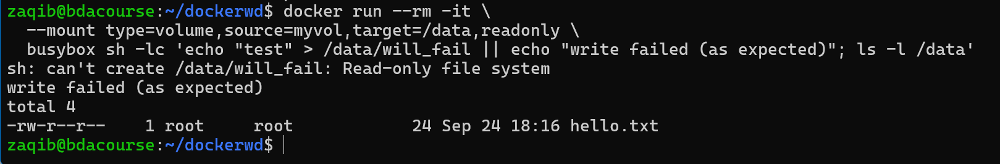 zaqib@bdacourse:~/dockerwd$ docker run --rm -it \
  --mount type=volume,source=myvol,target=/data,readonly \
  busybox sh -lc 'echo "test" > /data/will_fail || echo "write failed (as expected)"; ls -l /data'
sh: can't create /data/will_fail: Read-only file system
write failed (as expected)
total 4
-rw-r--r--    1 root     root            24 Sep 24 18:16 hello.txt
zaqib@bdacourse:~/dockerwd$